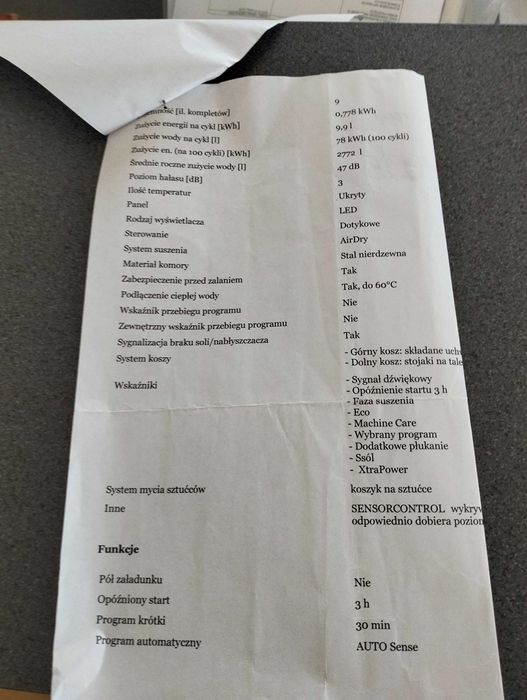 [il. kompletów] 9
Zużycie energii na cykl [kWh] 0,778 kWh
Zużycie wody na cykl [l] 9,9 l
Zużycie en. (na 100 cykli) [kWh] 78 kWh (100 cykli)
Średnie roczne zużycie wody [l] 2772 l
Poziom hałasu [dB] 47 dB
Ilość temperatur 3
Panel Ukryty
Rodzaj wyświetlacza LED
Sterowanie Dotykowe
System suszenia AirDry
Materiał komory Stal nierdzewna
Zabezpieczenie przed zalaniem Tak
Podłączenie ciepłej wody Tak, do 60°C
Wskaźnik przebiegu programu Nie
Zewnętrzny wskaźnik przebiegu programu Nie
Sygnalizacja braku soli/nabłyszczacza Tak
System koszy - Górny kosz: składane
- Dolny kosz: stojaki na
Wskaźniki - Sygnał dźwiękowy
- Opóźnienie startu 3 h
- Faza suszenia
- Eco
- Machine Care
- Wybrany program
- Dodatkowe płukanie
- Ssól
- XtraPower
System mycia sztućców koszyk na sztućce
Inne SENSORCONTROL
odpowiednio dobiera
Funkcje
Pół załadunku Nie
Opóźniony start 3 h
Program krótki 30 min
Program automatyczny AUTO Sense